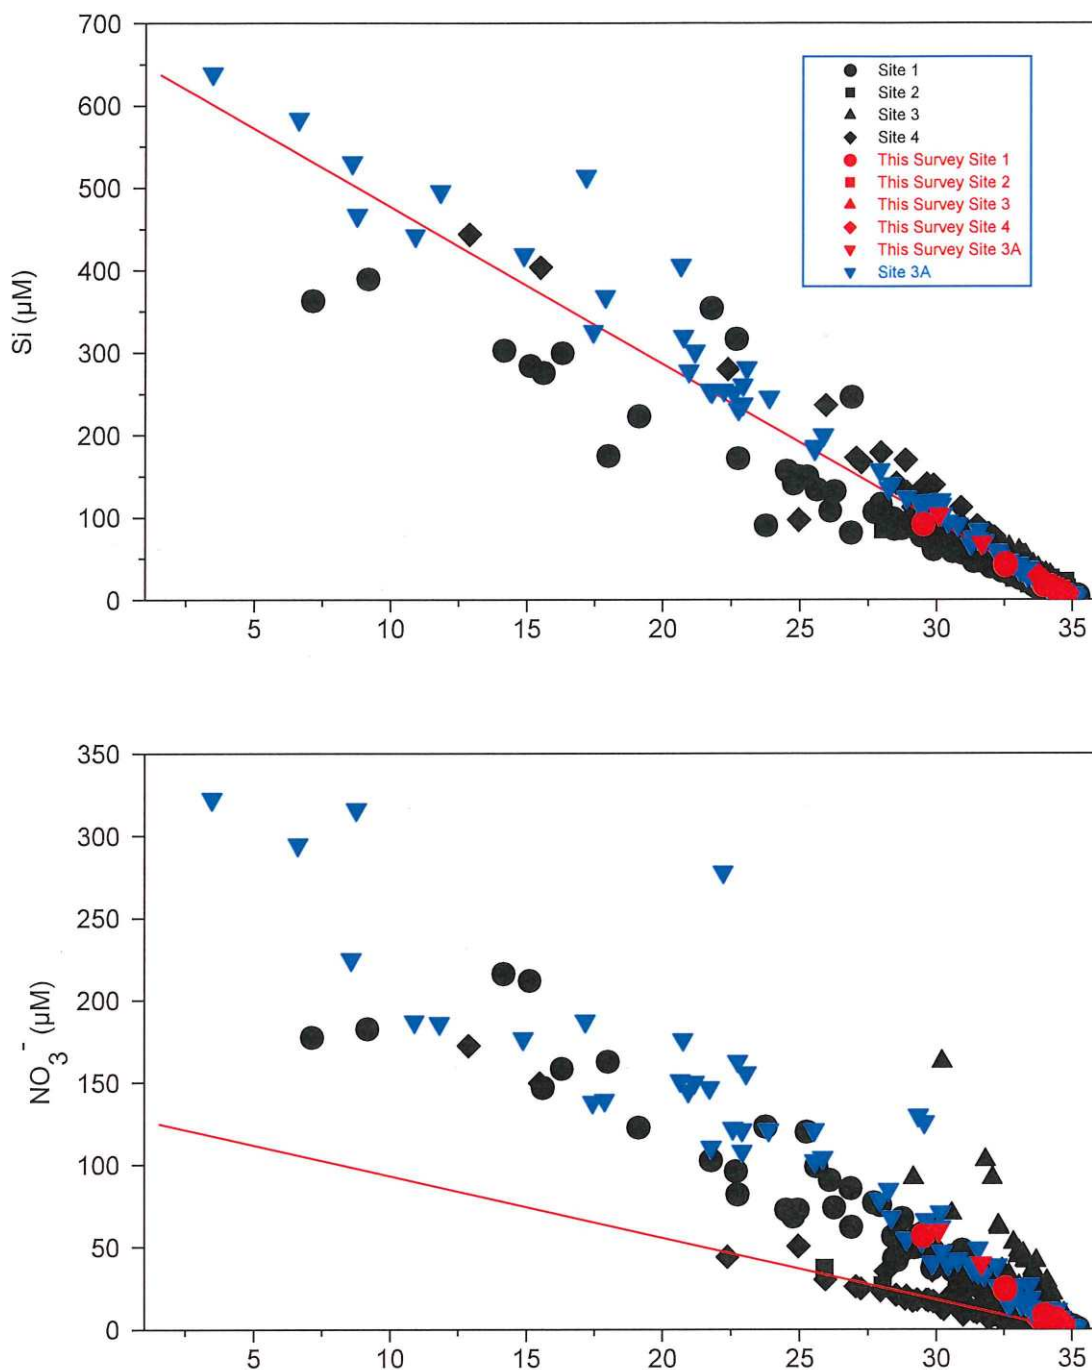 700
600
500
400
300
200
100
0
Si (µM)
Site 1
Site 2
Site 3
Site 4
This Survey Site 1
This Survey Site 2
This Survey Site 3
This Survey Site 4
This Survey Site 3A
Site 3A
5 10 15 20 25 30 35
350
300
250
200
150
100
50
0
NO3- (µM)
5 10 15 20 25 30 35